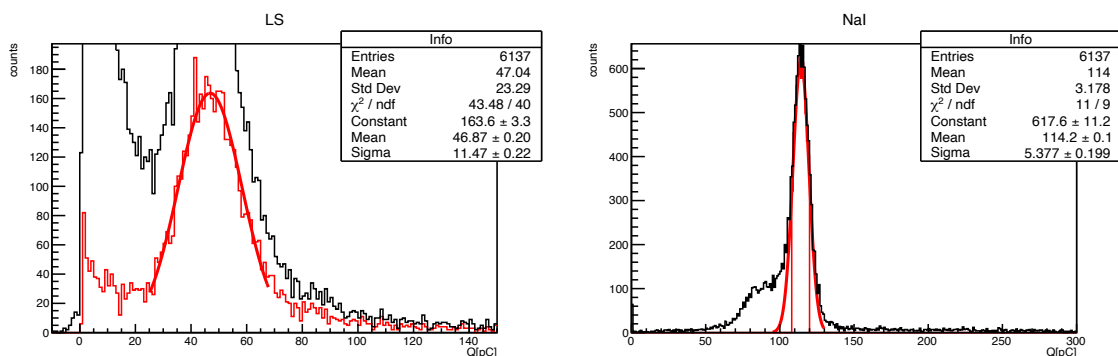 LS
counts
180
160
140
120
100
80
60
40
20
0
0 20 40 60 80 100 120 140
Q[pC]
Info
Entries 6137
Mean 47.04
Std Dev 23.29
χ² / ndf 43.48 / 40
Constant 163.6 ± 3.3
Mean 46.87 ± 0.20
Sigma 11.47 ± 0.22
NaI
counts
600
500
400
300
200
100
0
0 50 100 150 200 250 300
Q[pC]
Info
Entries 6137
Mean 114
Std Dev 3.178
χ² / ndf 11 / 9
Constant 617.6 ± 11.2
Mean 114.2 ± 0.1
Sigma 5.377 ± 0.199